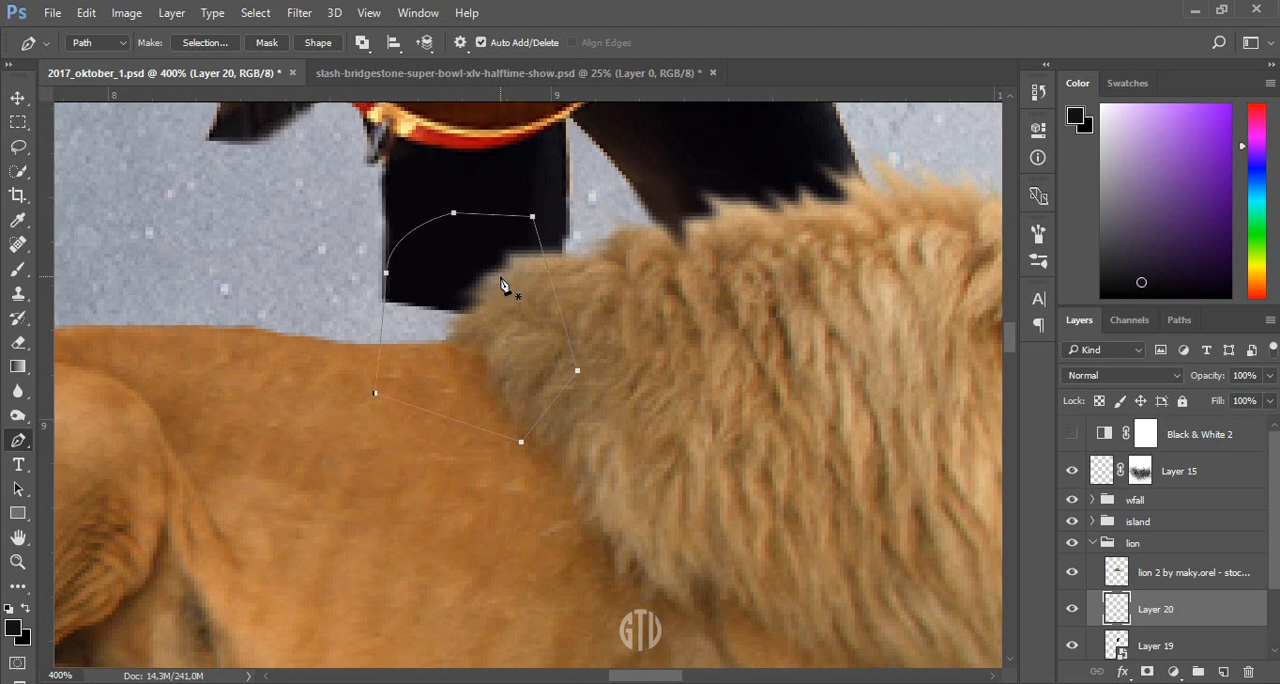 Ps File Edit Image Layer Type Select Filter 3D View Window Help
Path Make: Selection... Mask Shape Auto Add/Delete Align Edges
2017_oktober_1.psd @ 400% (Layer 20, RGB/8) * × slash-bridgestone-super-bowl-xlv-halftime-show.psd @ 25% (Layer 0, RGB/8) * ×
8 9 1
Color Swatches
Layers Channels Paths
Kind
Normal Opacity: 100%
Lock: Fill: 100%
Black & White 2
Layer 15
wfall
island
lion
lion 2 by maky.orel - stoc...
Layer 20
Layer 19
9
GTV
400% Doc: 14,3M/241,0M